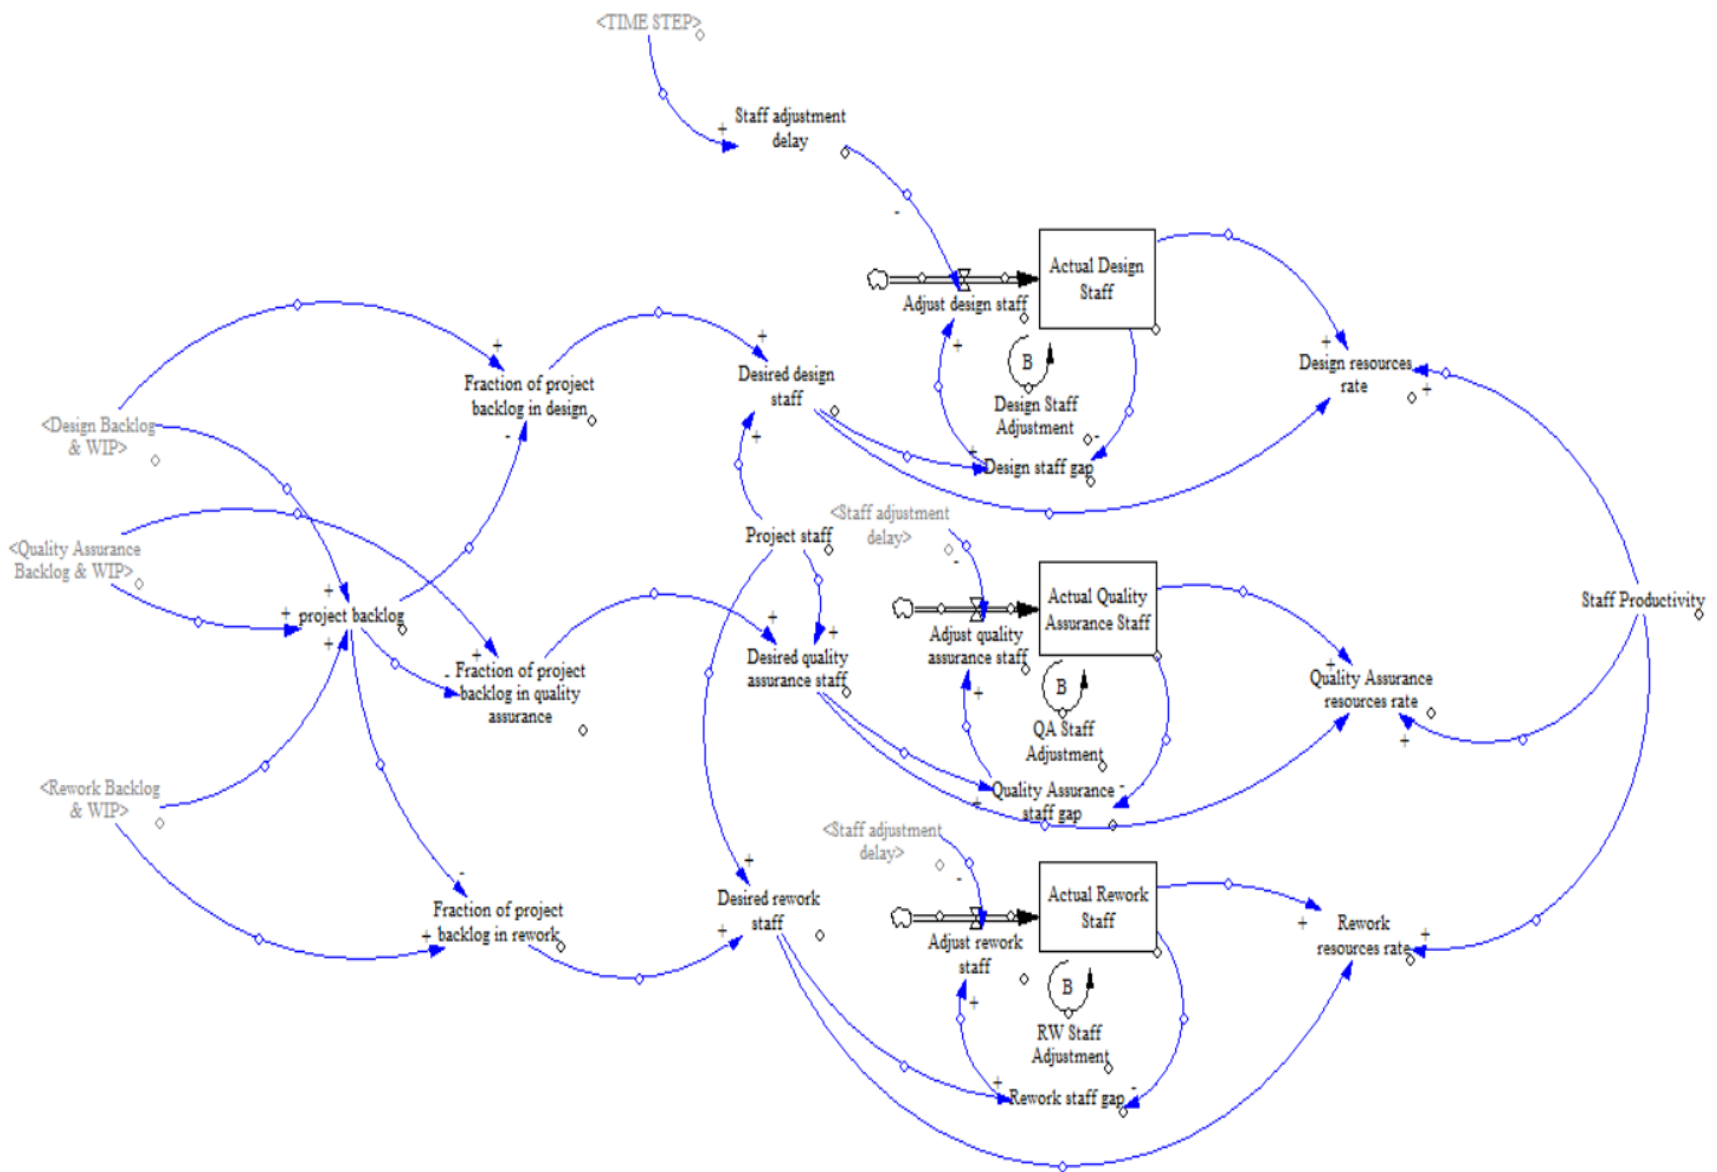 <TIME STEP>
Staff adjustment
delay
Actual Design
Staff
Adjust design staff
B
Design Staff
Adjustment
Design staff gap
Design resources
rate
Fraction of project
backlog in design
Desired design
staff
<Design Backlog
& WIP>
<Quality Assurance
Backlog & WIP>
project backlog
Project staff
<Staff adjustment
delay>
Actual Quality
Assurance Staff
Adjust quality
assurance staff
B
QA Staff
Adjustment
Quality Assurance
staff gap
Quality Assurance
resources rate
Staff Productivity
Fraction of project
backlog in quality
assurance
Desired quality
assurance staff
<Rework Backlog
& WIP>
Fraction of project
backlog in rework
Desired rework
staff
<Staff adjustment
delay>
Actual Rework
Staff
Adjust rework
staff
B
RW Staff
Adjustment
Rework staff gap
Rework
resources rate